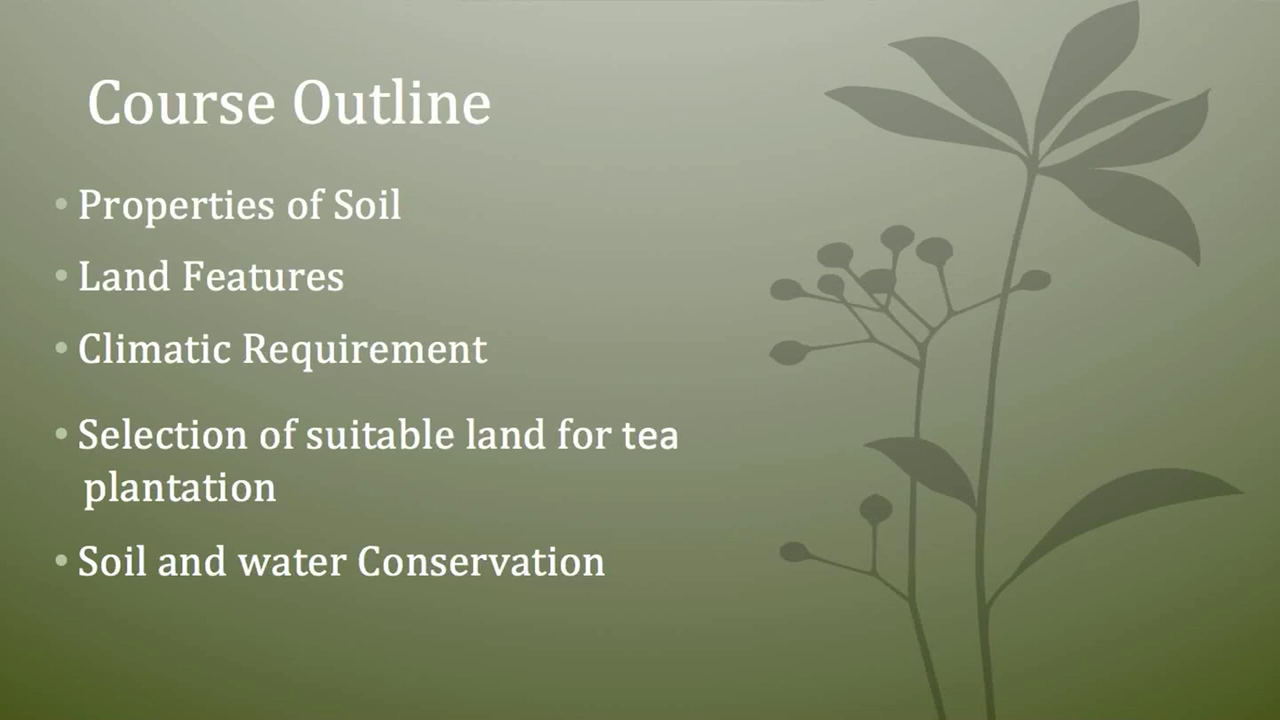 Course Outline
• Properties of Soil
• Land Features
• Climatic Requirement
• Selection of suitable land for tea
plantation
• Soil and water Conservation